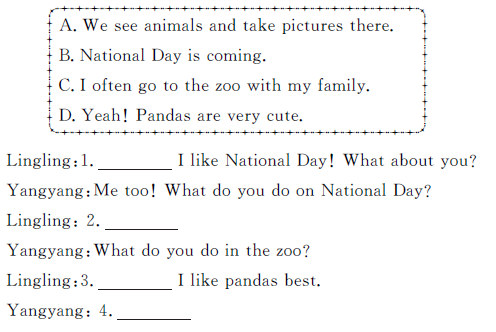 A. We see animals and take pictures there.
B. National Day is coming.
C. I often go to the zoo with my family.
D. Yeah! Pandas are very cute.
Lingling:1. ________ I like National Day! What about you?
Yangyang:Me too! What do you do on National Day?
Lingling: 2. ________
Yangyang:What do you do in the zoo?
Lingling:3. ________ I like pandas best.
Yangyang: 4. ________